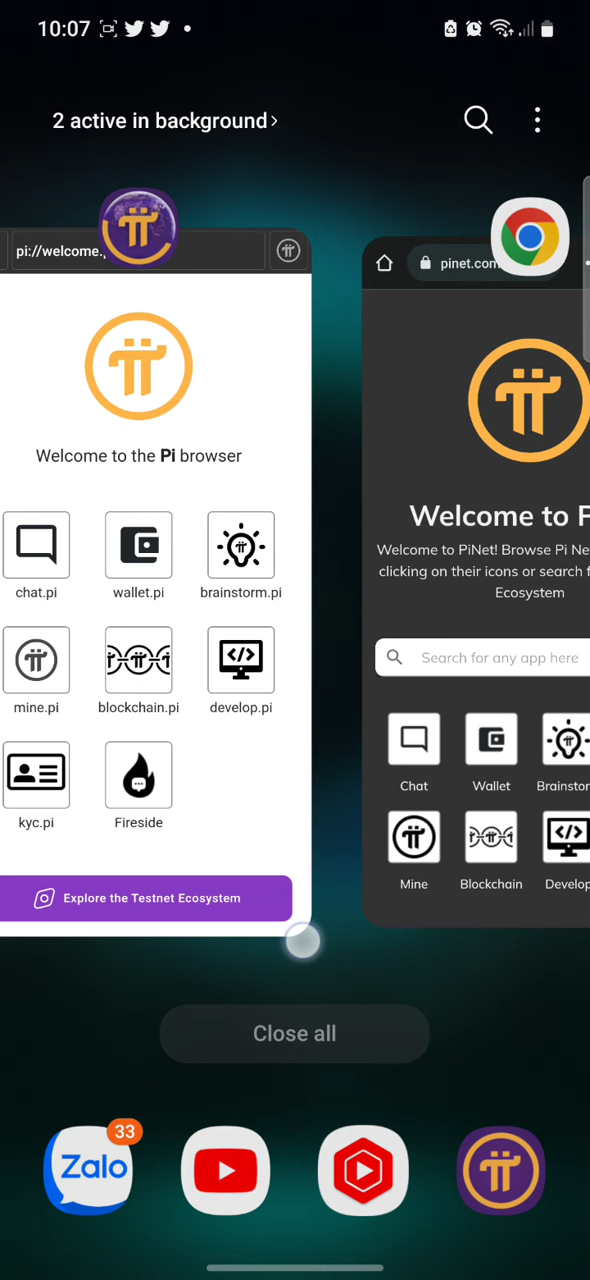 10:07
2 active in background
pi://welcome.
Welcome to the Pi browser
chat.pi
wallet.pi
brainstorm.pi
mine.pi
blockchain.pi
develop.pi
kyc.pi
Fireside
Explore the Testnet Ecosystem
pinet.com
Welcome to P
Welcome to PiNet! Browse Pi Ne
clicking on their icons or search f
Ecosystem
Search for any app here
Chat
Wallet
Brainstor
Mine
Blockchain
Develop
Close all
Zalo
33